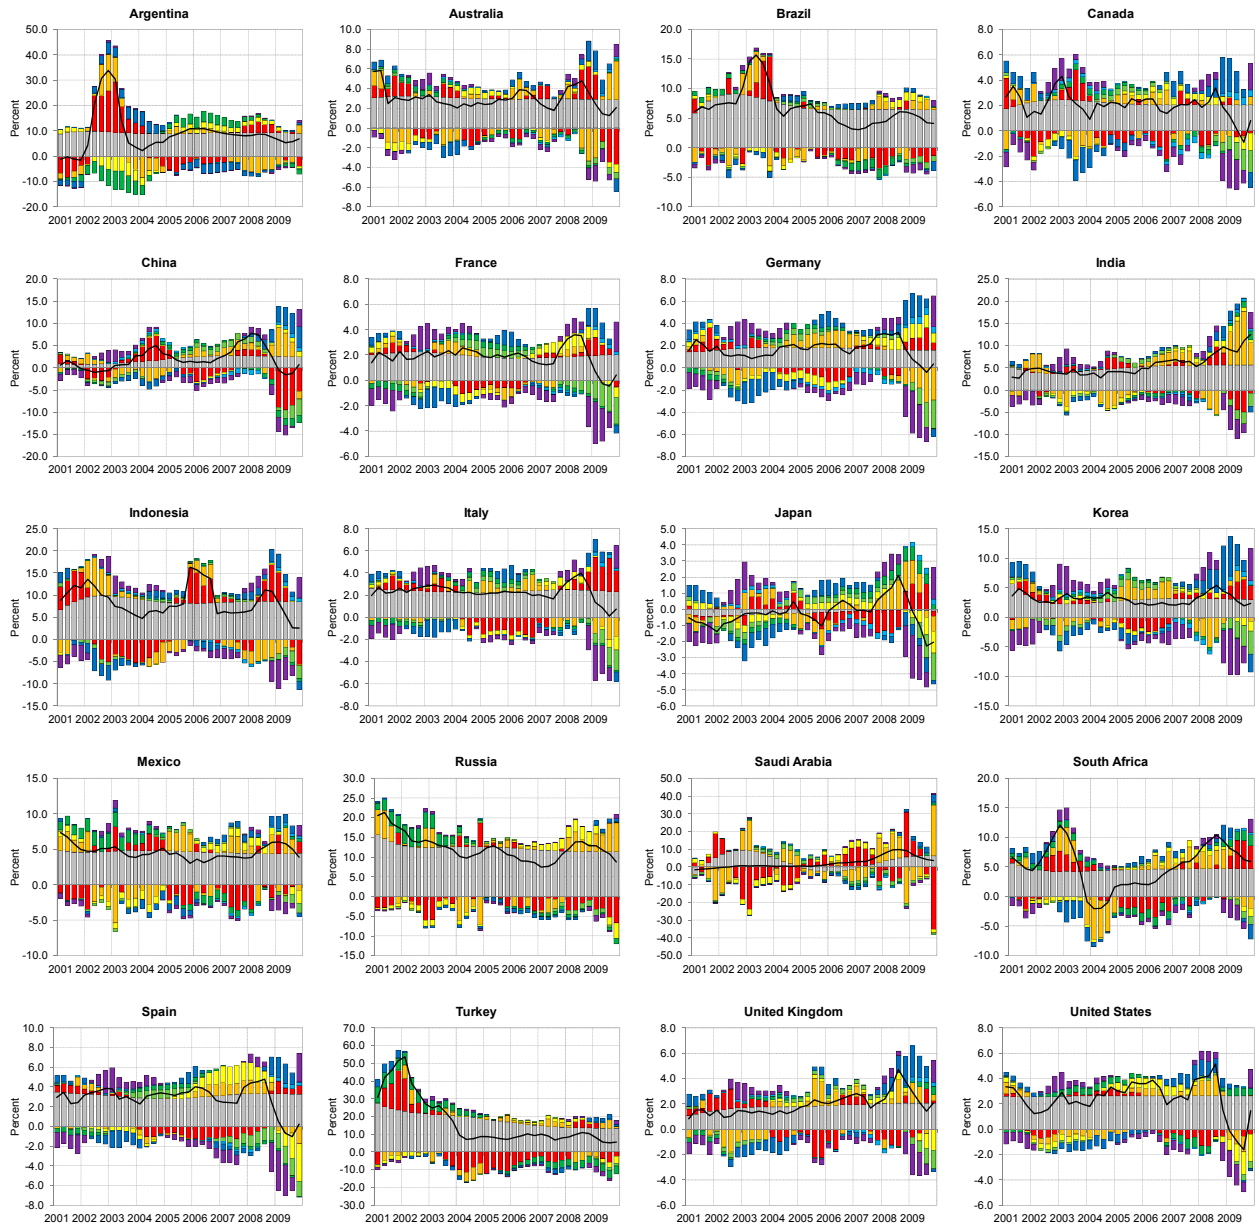 Argentina
50.0
40.0
30.0
20.0
10.0
0.0
-10.0
-20.0
Percent
2001 2002 2003 2004 2005 2006 2007 2008 2009
Australia
10.0
8.0
6.0
4.0
2.0
0.0
-2.0
-4.0
-6.0
-8.0
Percent
2001 2002 2003 2004 2005 2006 2007 2008 2009
Brazil
20.0
15.0
10.0
5.0
0.0
-5.0
-10.0
Percent
2001 2002 2003 2004 2005 2006 2007 2008 2009
Canada
8.0
6.0
4.0
2.0
0.0
-2.0
-4.0
-6.0
Percent
2001 2002 2003 2004 2005 2006 2007 2008 2009
China
20.0
15.0
10.0
5.0
0.0
-5.0
-10.0
-15.0
-20.0
Percent
2001 2002 2003 2004 2005 2006 2007 2008 2009
France
8.0
6.0
4.0
2.0
0.0
-2.0
-4.0
-6.0
Percent
2001 2002 2003 2004 2005 2006 2007 2008 2009
Germany
8.0
6.0
4.0
2.0
0.0
-2.0
-4.0
-6.0
-8.0
Percent
2001 2002 2003 2004 2005 2006 2007 2008 2009
India
25.0
20.0
15.0
10.0
5.0
0.0
-5.0
-10.0
-15.0
Percent
2001 2002 2003 2004 2005 2006 2007 2008 2009
Indonesia
25.0
20.0
15.0
10.0
5.0
0.0
-5.0
-10.0
-15.0
Percent
2001 2002 2003 2004 2005 2006 2007 2008 2009
Italy
8.0
6.0
4.0
2.0
0.0
-2.0
-4.0
-6.0
-8.0
Percent
2001 2002 2003 2004 2005 2006 2007 2008 2009
Japan
5.0
4.0
3.0
2.0
1.0
0.0
-1.0
-2.0
-3.0
-4.0
-5.0
-6.0
Percent
2001 2002 2003 2004 2005 2006 2007 2008 2009
Korea
15.0
10.0
5.0
0.0
-5.0
-10.0
-15.0
Percent
2001 2002 2003 2004 2005 2006 2007 2008 2009
Mexico
15.0
10.0
5.0
0.0
-5.0
-10.0
Percent
2001 2002 2003 2004 2005 2006 2007 2008 2009
Russia
30.0
25.0
20.0
15.0
10.0
5.0
0.0
-5.0
-10.0
-15.0
Percent
2001 2002 2003 2004 2005 2006 2007 2008 2009
Saudi Arabia
50.0
40.0
30.0
20.0
10.0
0.0
-10.0
-20.0
-30.0
-40.0
-50.0
Percent
2001 2002 2003 2004 2005 2006 2007 2008 2009
South Africa
20.0
15.0
10.0
5.0
0.0
-5.0
-10.0
Percent
2001 2002 2003 2004 2005 2006 2007 2008 2009
Spain
10.0
8.0
6.0
4.0
2.0
0.0
-2.0
-4.0
-6.0
-8.0
Percent
2001 2002 2003 2004 2005 2006 2007 2008 2009
Turkey
70.0
60.0
50.0
40.0
30.0
20.0
10.0
0.0
-10.0
-20.0
-30.0
Percent
2001 2002 2003 2004 2005 2006 2007 2008 2009
United Kingdom
8.0
6.0
4.0
2.0
0.0
-2.0
-4.0
-6.0
Percent
2001 2002 2003 2004 2005 2006 2007 2008 2009
United States
8.0
6.0
4.0
2.0
0.0
-2.0
-4.0
-6.0
Percent
2001 2002 2003 2004 2005 2006 2007 2008 2009